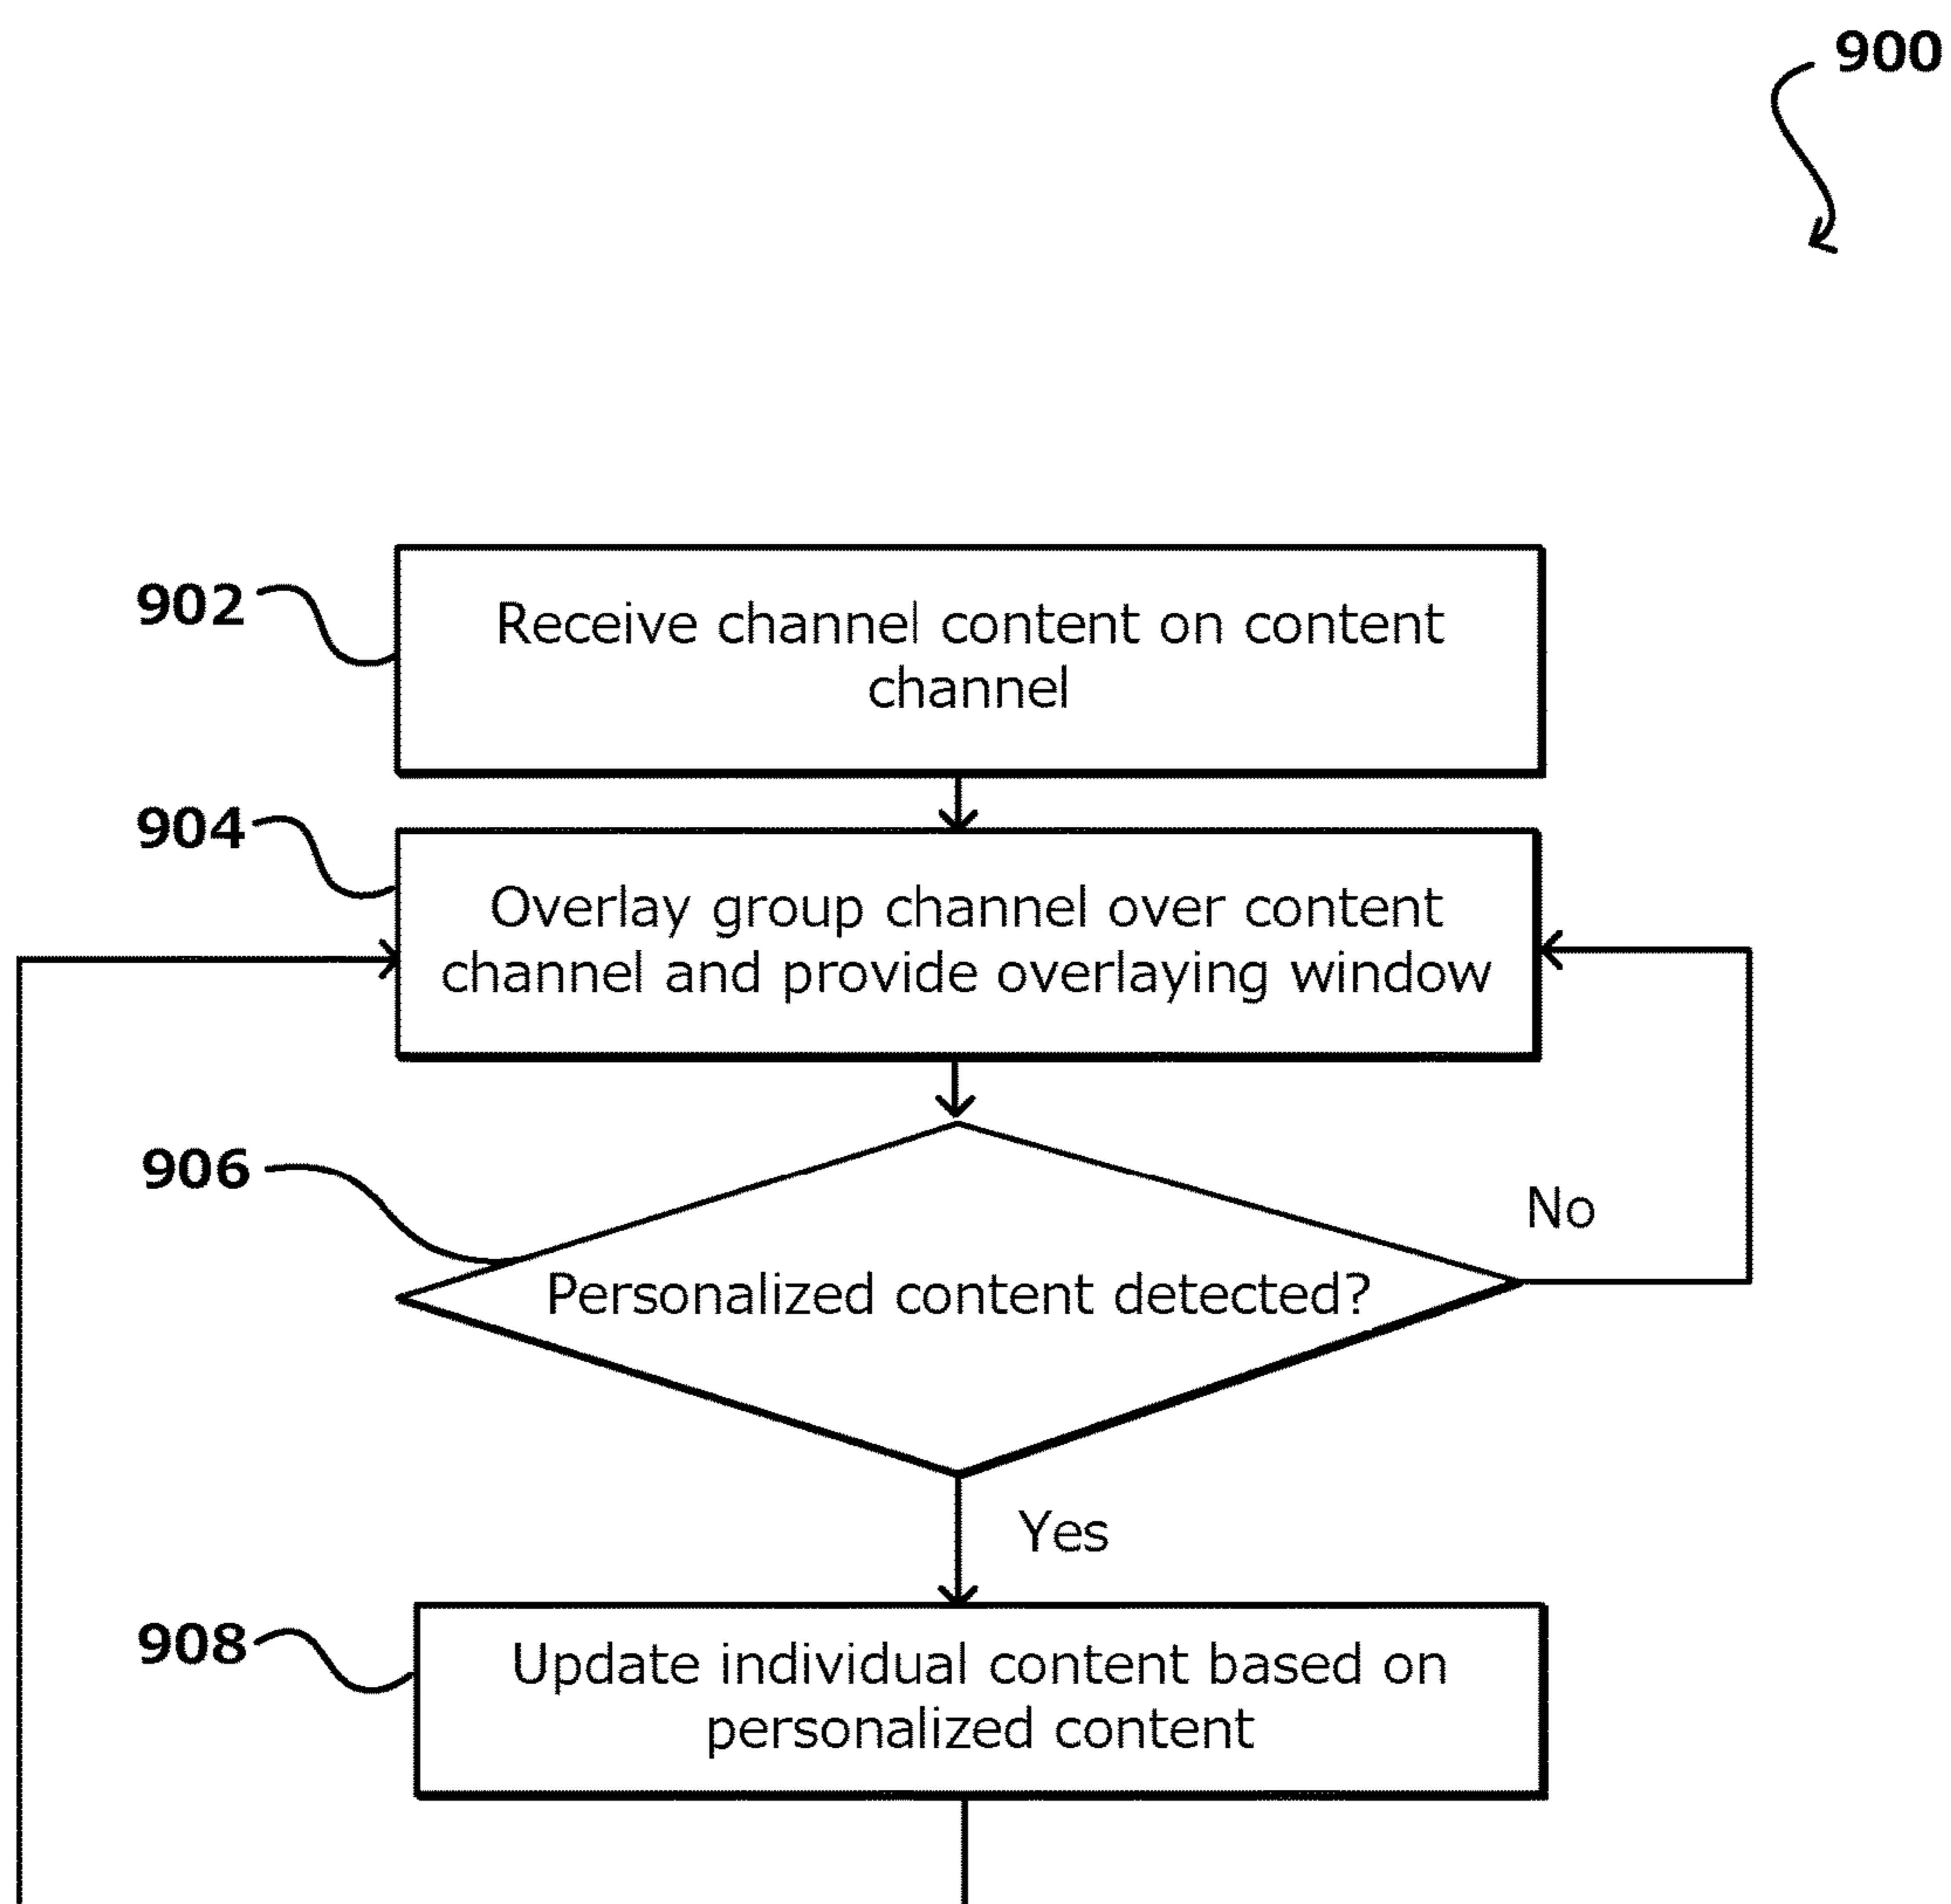 900
902
Receive channel content on content
channel
904
Overlay group channel over content
channel and provide overlaying window
906
No
Personalized content detected?
Yes
908
Update individual content based on
personalized content